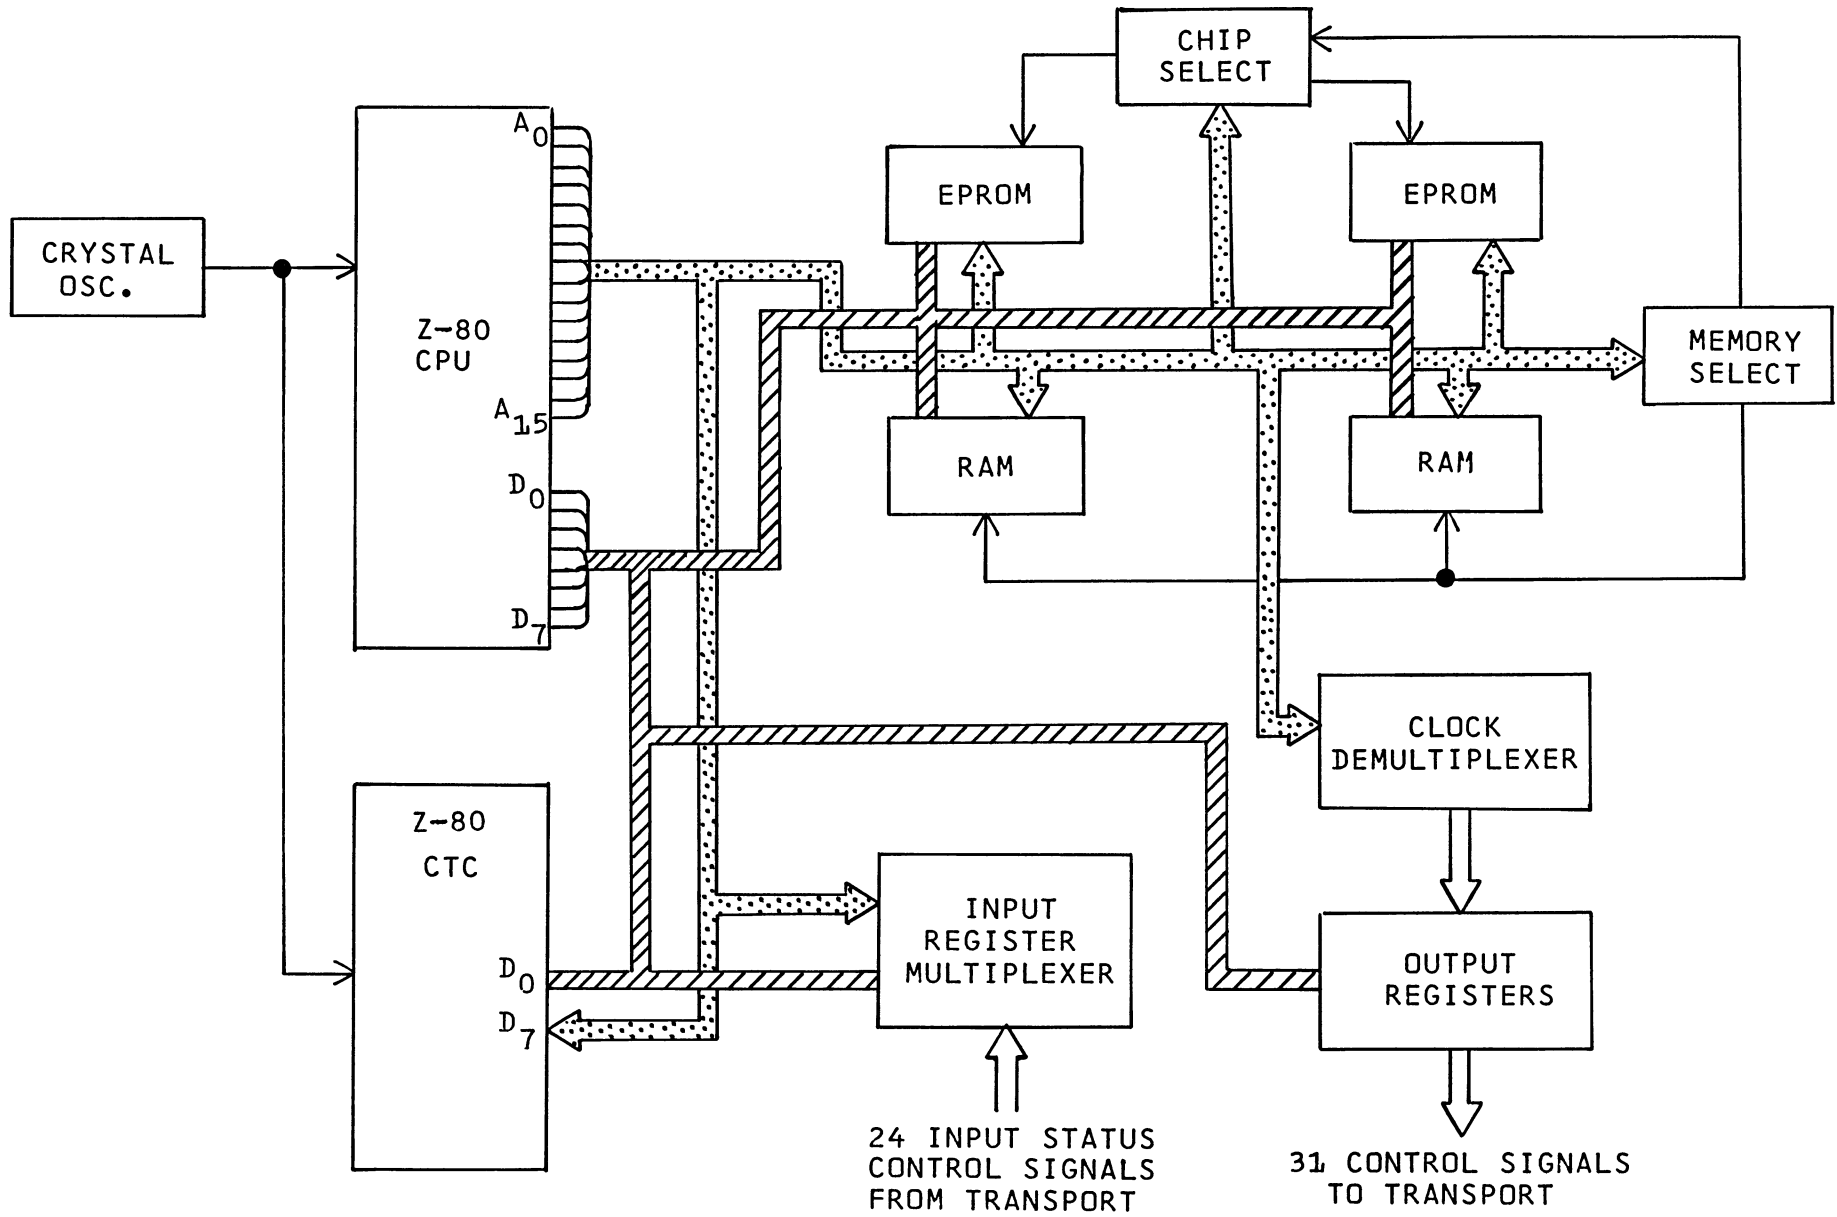 CHIP
SELECT
A0
EPROM
EPROM
CRYSTAL
OSC.
Z-80
CPU
MEMORY
SELECT
A15
RAM
RAM
D0
D7
CLOCK
DEMULTIPLEXER
Z-80
CTC
INPUT
REGISTER
MULTIPLEXER
D0
D7
OUTPUT
REGISTERS
24 INPUT STATUS
CONTROL SIGNALS
FROM TRANSPORT
31 CONTROL SIGNALS
TO TRANSPORT